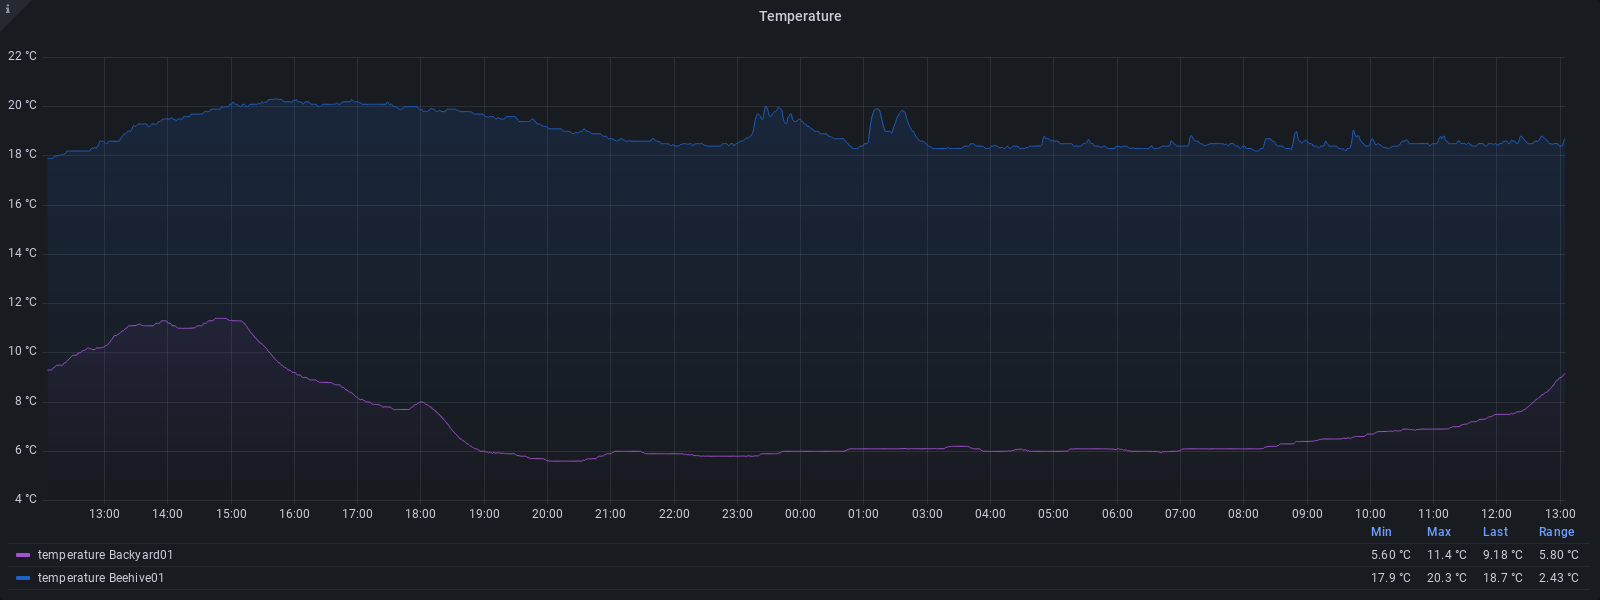 i
Temperature
22 °C
20 °C
18 °C
16 °C
14 °C
12 °C
10 °C
8 °C
6 °C
4 °C
13:00 14:00 15:00 16:00 17:00 18:00 19:00 20:00 21:00 22:00 23:00 00:00 01:00 03:00 04:00 05:00 06:00 07:00 08:00 09:00 10:00 11:00 12:00 13:00
Min Max Last Range
temperature Backyard01 5.60 °C 11.4 °C 9.18 °C 5.80 °C
temperature Beehive01 17.9 °C 20.3 °C 18.7 °C 2.43 °C